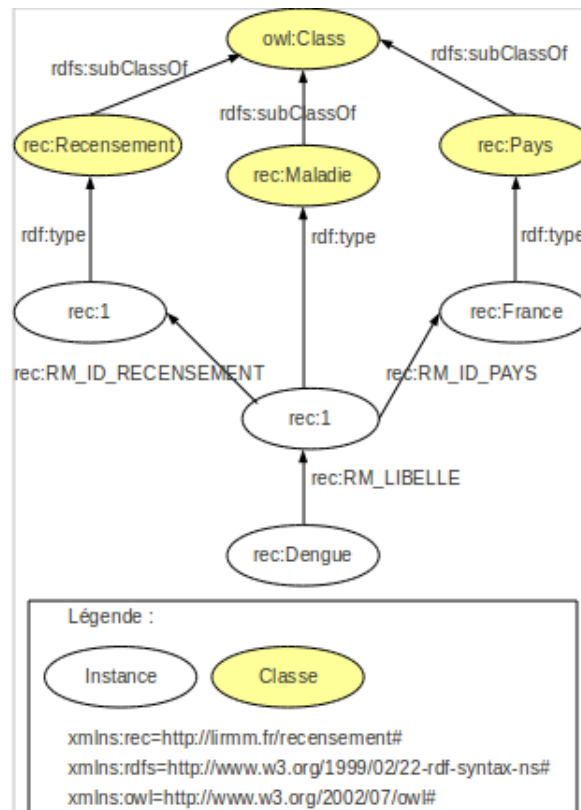 owl:Class
rdfs:subClassOf
rdfs:subClassOf
rdfs:subClassOf
rec:Recensement
rec:Maladie
rec:Pays
rdf:type
rdf:type
rdf:type
rec:1
rec:France
rec:RM_ID_RECENSEMENT
rec:RM_ID_PAYS
rec:1
rec:RM_LIBELLE
rec:Dengue
Légende :
Instance
Classe
xmlns:rec=http://lirmm.fr/recensement#
xmlns:rdfs=http://www.w3.org/1999/02/22-rdf-syntax-ns#
xmlns:owl=http://www.w3.org/2002/07/owl#